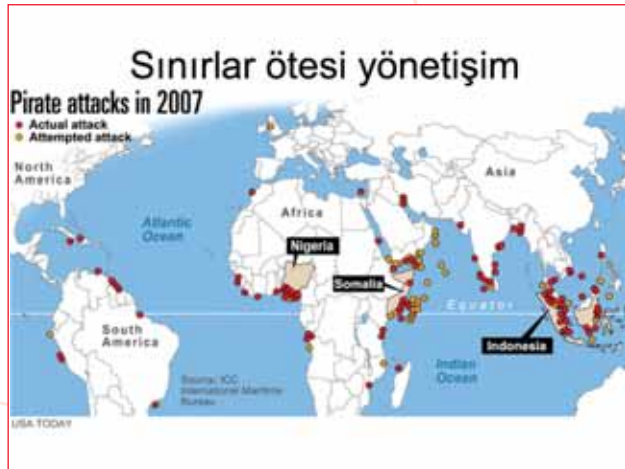 Sınırlar ötesi yönetişim
Pirate attacks in 2007
Actual attack
Attempted attack
North
America
Asia
Atlantic
Ocean
Africa
Nigeria
Somalia
Equator
South
America
Indonesia
Indian
Ocean
Source: ICC
International Maritime
Bureau
USA TODAY